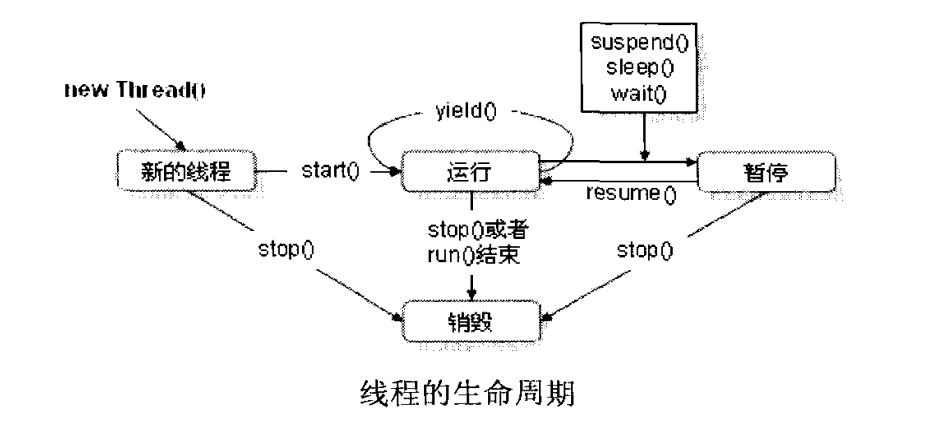 suspend()
sleep()
wait()
new Thread()
yield()
新的线程
start()
运行
暂停
resume()
stop()
stop()或者
run()结束
stop()
销毁
线程的生命周期